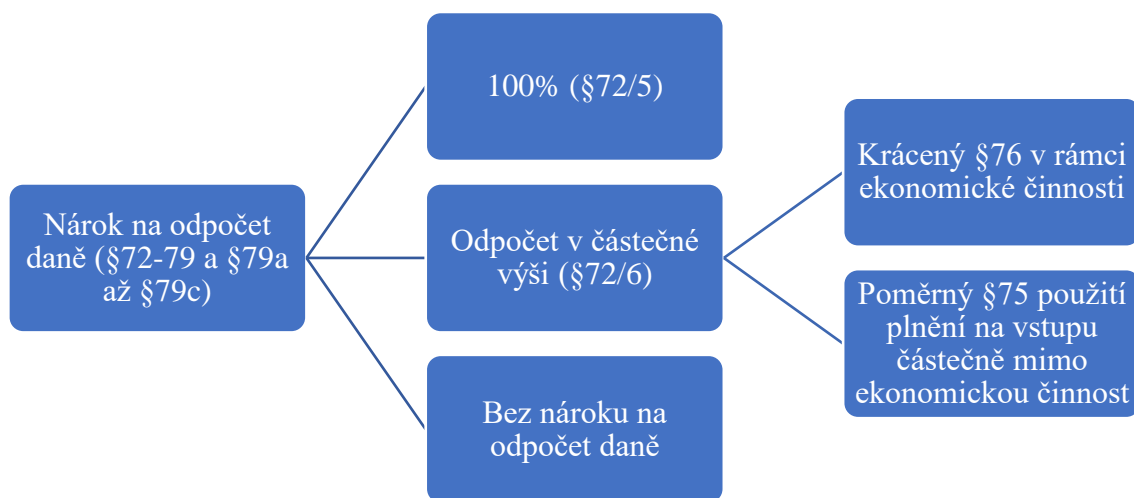 100% (§72/5)
Krácený §76 v rámci
ekonomické činnosti
Nárok na odpočet
daně (§72-79 a §79a
až §79c)
Odpočet v částečné
výši (§72/6)
Poměrný §75 použití
plnění na vstupu
částečně mimo
ekonomickou činnost
Bez nároku na
odpočet daně